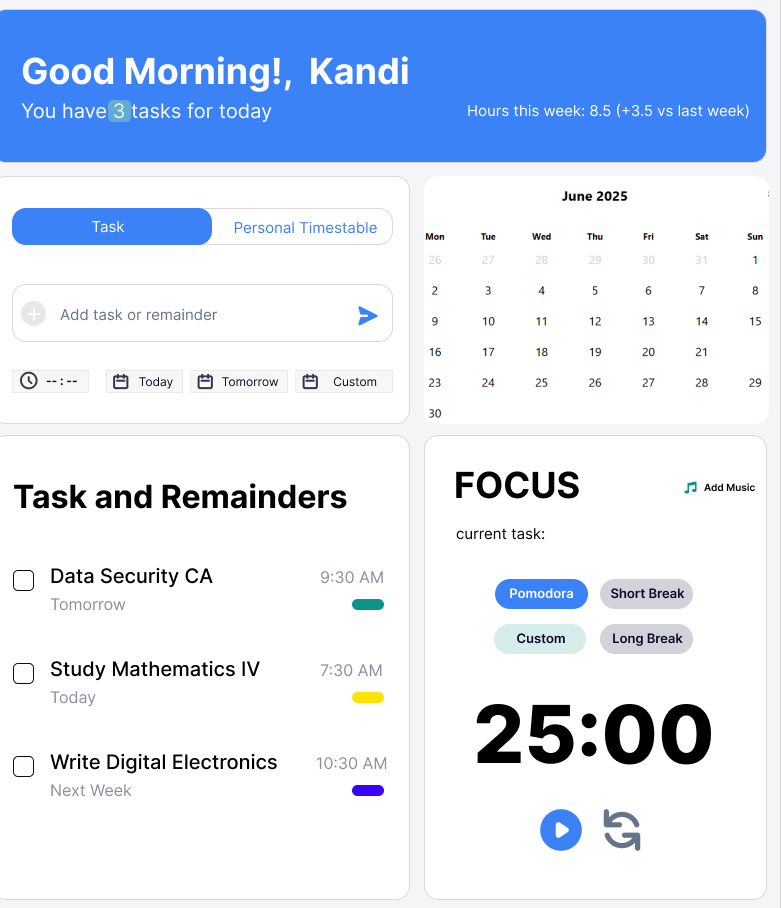 Good Morning!, Kandi
You have 3 tasks for today
Hours this week: 8.5 (+3.5 vs last week)
Task
Personal Timestable
Add task or remainder
-- : --
Today
Tomorrow
Custom
June 2025
Mon Tue Wed Thu Fri Sat Sun
26 27 28 29 30 31 1
2 3 4 5 6 7 8
9 10 11 12 13 14 15
16 17 18 19 20 21
23 24 25 26 27 28 29
30
Task and Remainders
Data Security CA 9:30 AM
Tomorrow
Study Mathematics IV 7:30 AM
Today
Write Digital Electronics 10:30 AM
Next Week
FOCUS
Add Music
current task:
Pomodora Short Break
Custom Long Break
25:00